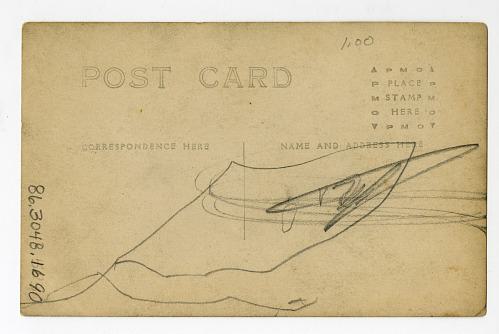 1.00
POST CARD
PLACE
STAMP
HERE
CORRESPONDENCE HERE
NAME AND ADDRESS HERE
86.3048.1690